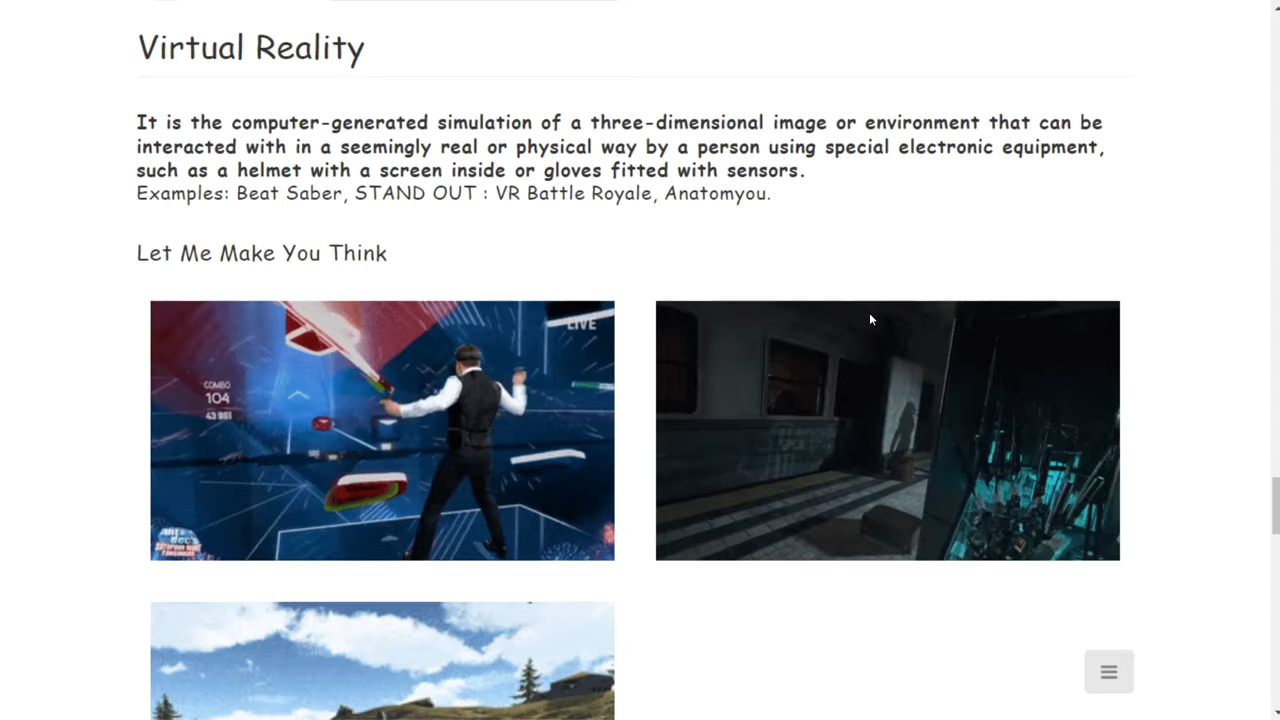 Virtual Reality
It is the computer-generated simulation of a three-dimensional image or environment that can be
interacted with in a seemingly real or physical way by a person using special electronic equipment,
such as a helmet with a screen inside or gloves fitted with sensors.
Examples: Beat Saber, STAND OUT : VR Battle Royale, Anatomyou.
Let Me Make You Think
LIVE
COMBO
104